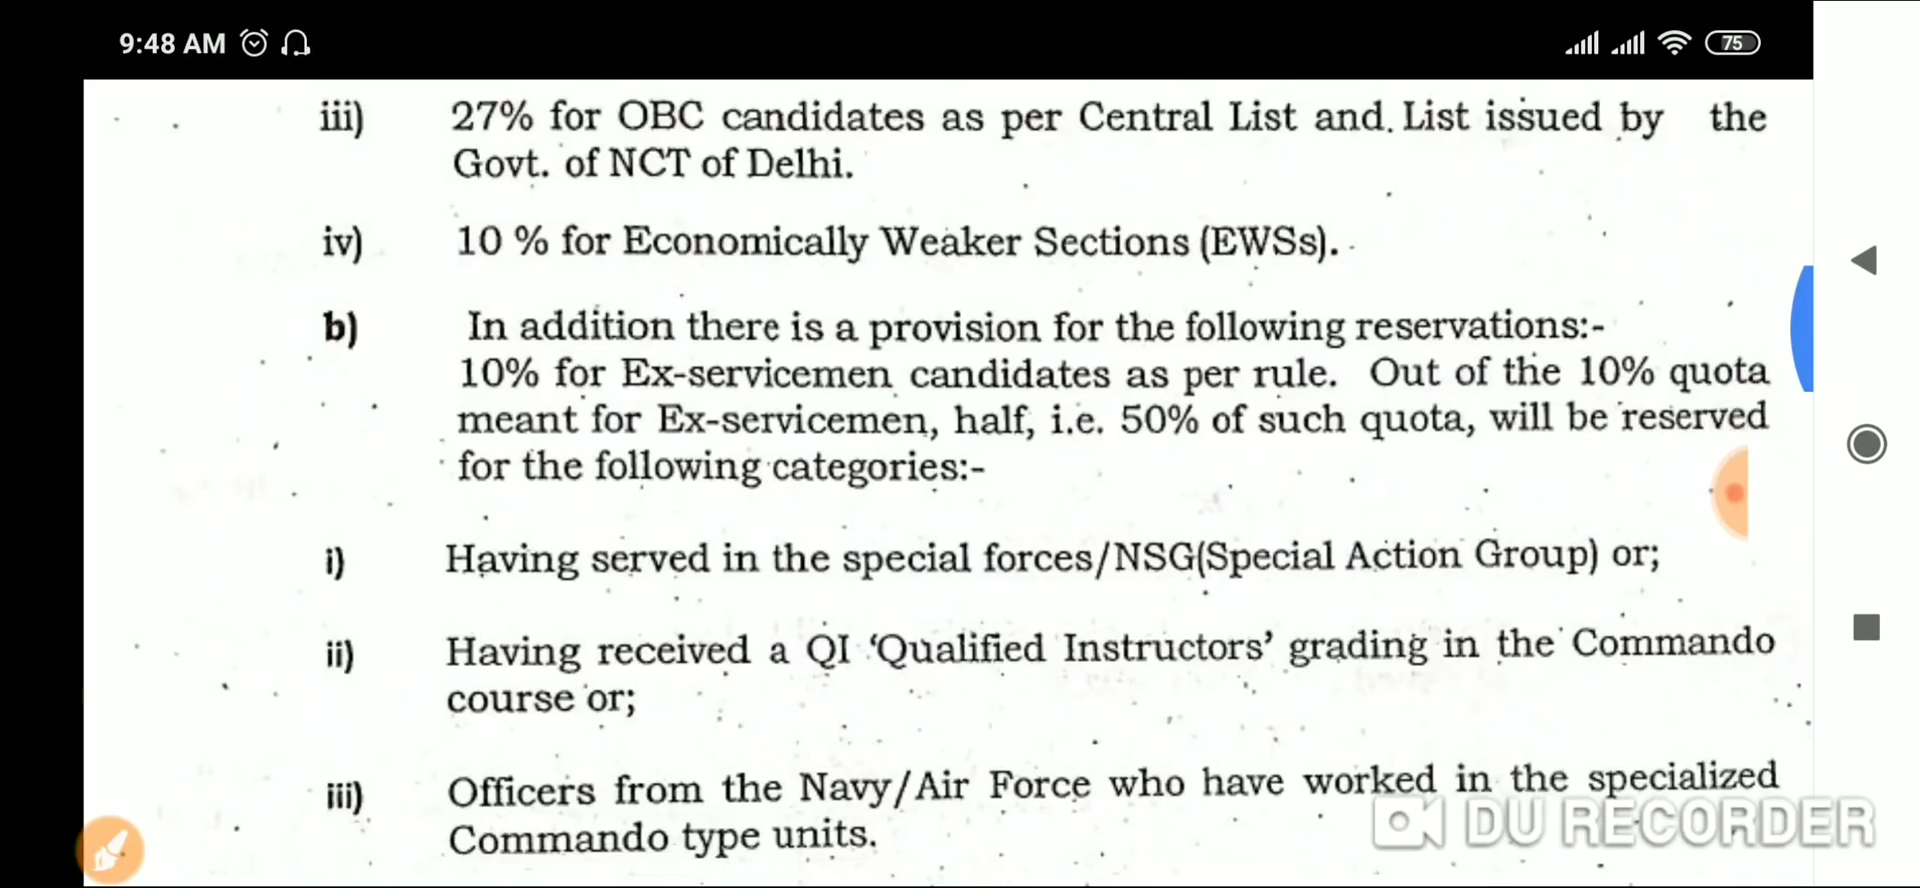 9:48 AM
75
iii) 27% for OBC candidates as per Central List and List issued by the
Govt. of NCT of Delhi.
iv) 10 % for Economically Weaker Sections (EWSs).
b) In addition there is a provision for the following reservations:-
10% for Ex-servicemen candidates as per rule. Out of the 10% quota
meant for Ex-servicemen, half, i.e. 50% of such quota, will be reserved
for the following categories:-
i) Having served in the special forces/NSG(Special Action Group) or;
ii) Having received a QI 'Qualified Instructors' grading in the Commando
course or;
iii) Officers from the Navy/Air Force who have worked in the specialized
Commando type units.
DU RECORDER